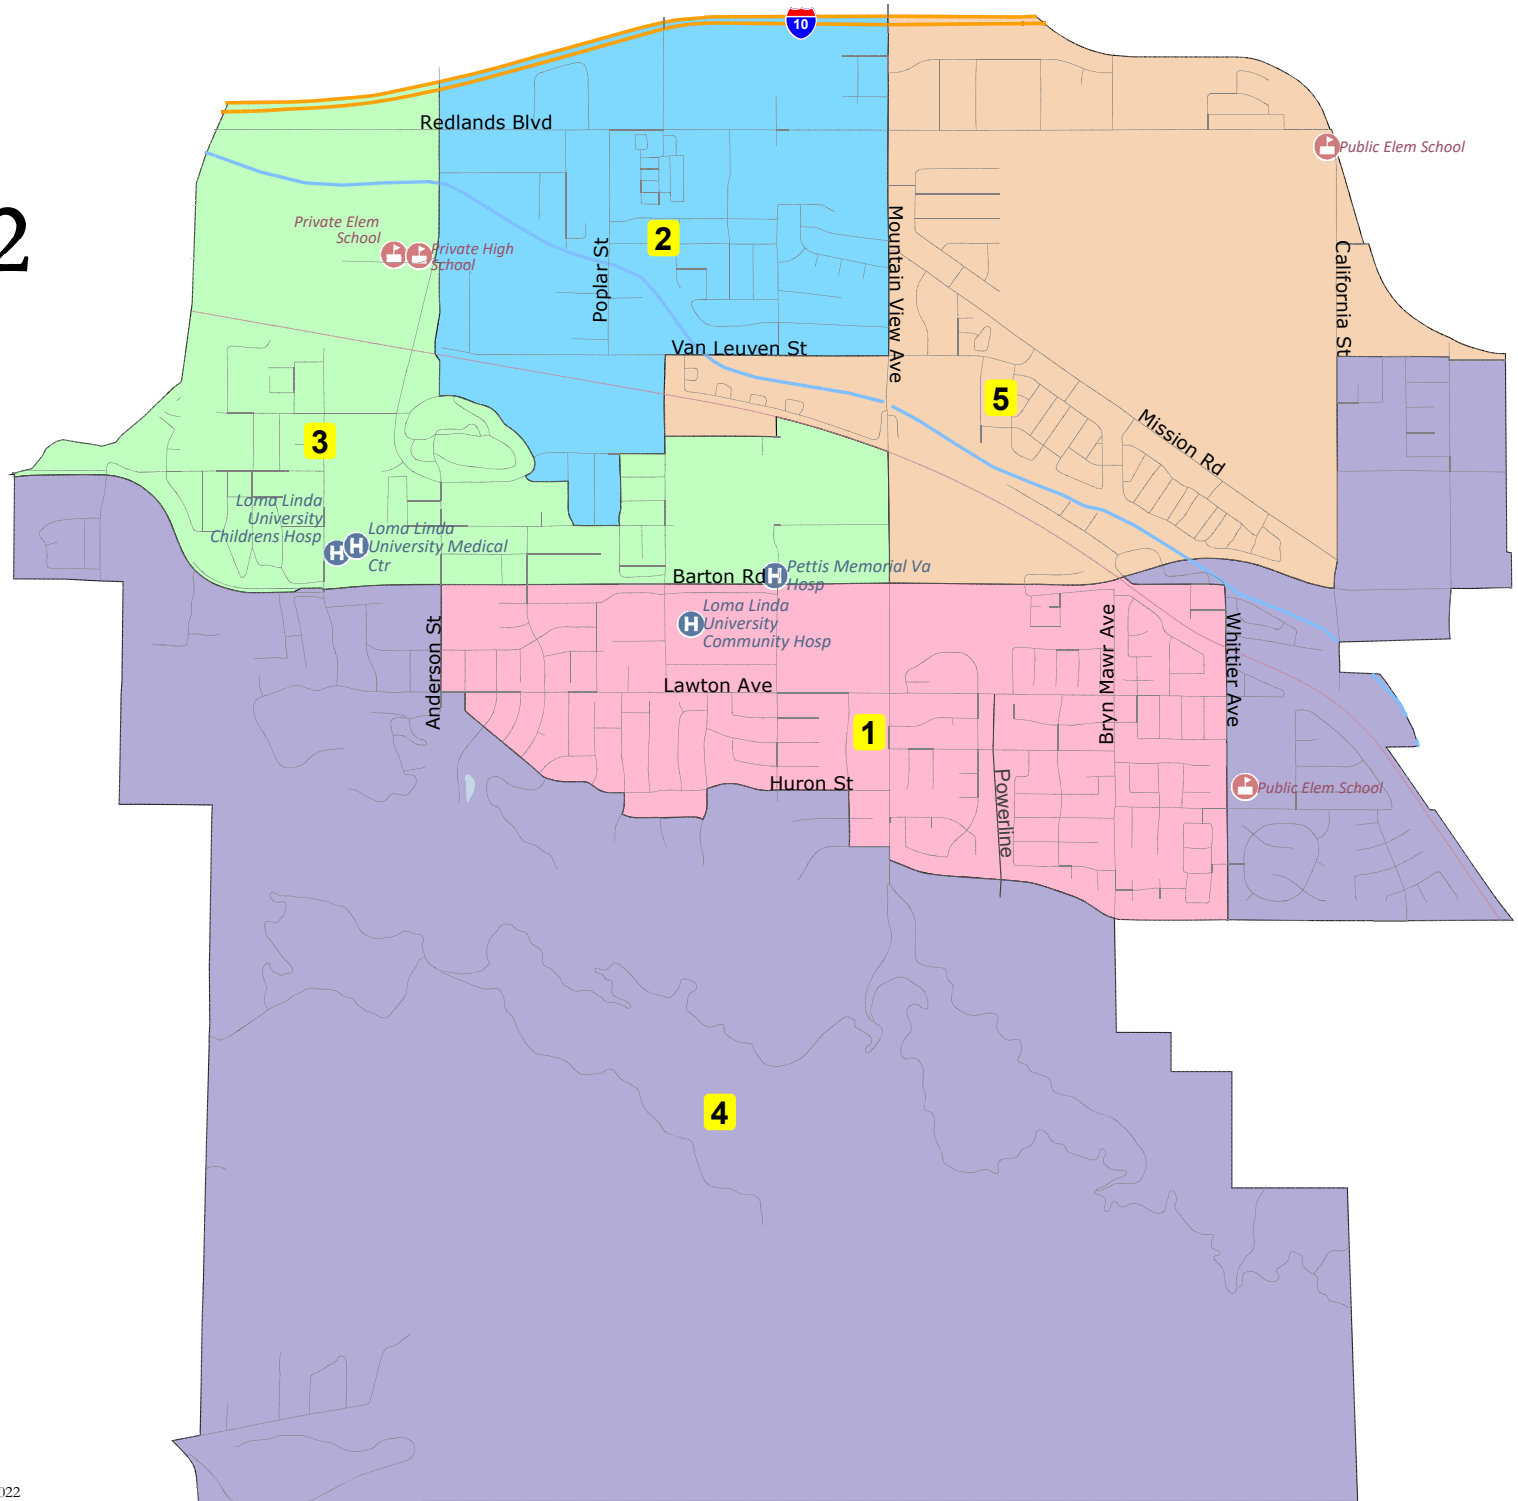 10
Redlands Blvd
Public Elem School
2
Private Elem
School
Private High
School
2
Poplar St
Mountain View Ave
California St
Van Leuven St
5
Mission Rd
3
Loma Linda
University
Childrens Hosp
H
H
Loma Linda
University Medical
Ctr
Barton Rd
H
Pettis Memorial Va
Hosp
H
Loma Linda
University
Community Hosp
Anderson St
Bryn Mawr Ave
Whittier Ave
Lawton Ave
1
Huron St
Powerline
Public Elem School
4
022